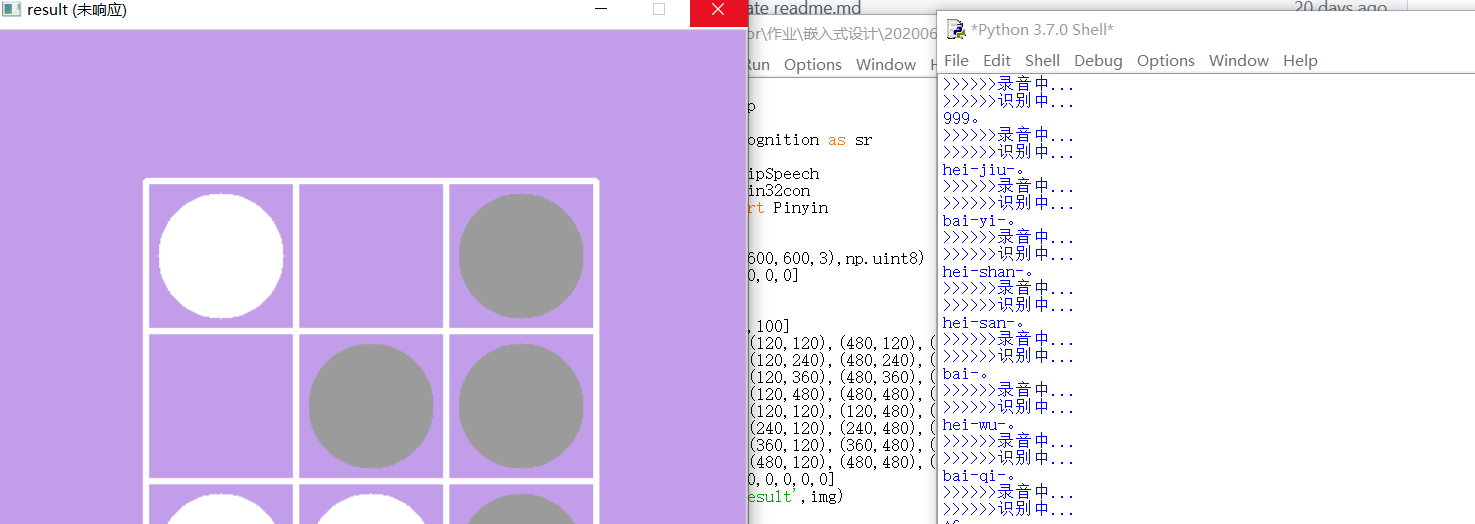 result (未响应)
ate readme.md
20 days ago
or\作业\嵌入式设计\202006
Run Options Window H
p
ognition as sr
ipSpeech
in32con
rt Pinyin
600,600,3),np.uint8)
0,0,0]
,100]
(120,120),(480,120),(
(120,240),(480,240),(
(120,360),(480,360),(
(120,480),(480,480),(
(120,120),(120,480),(
(240,120),(240,480),(
(360,120),(360,480),(
(480,120),(480,480),(
0,0,0,0,0]
esult',img)
*Python 3.7.0 Shell*
File Edit Shell Debug Options Window Help
>>>>>>录音中...
>>>>>>识别中...
999。
>>>>>>录音中...
>>>>>>识别中...
hei-jiu-。
>>>>>>录音中...
>>>>>>识别中...
bai-yi-。
>>>>>>录音中...
>>>>>>识别中...
hei-shan-。
>>>>>>录音中...
>>>>>>识别中...
hei-san-。
>>>>>>录音中...
>>>>>>识别中...
bai-。
>>>>>>录音中...
>>>>>>识别中...
hei-wu-。
>>>>>>录音中...
>>>>>>识别中...
bai-qi-。
>>>>>>录音中...
>>>>>>识别中...